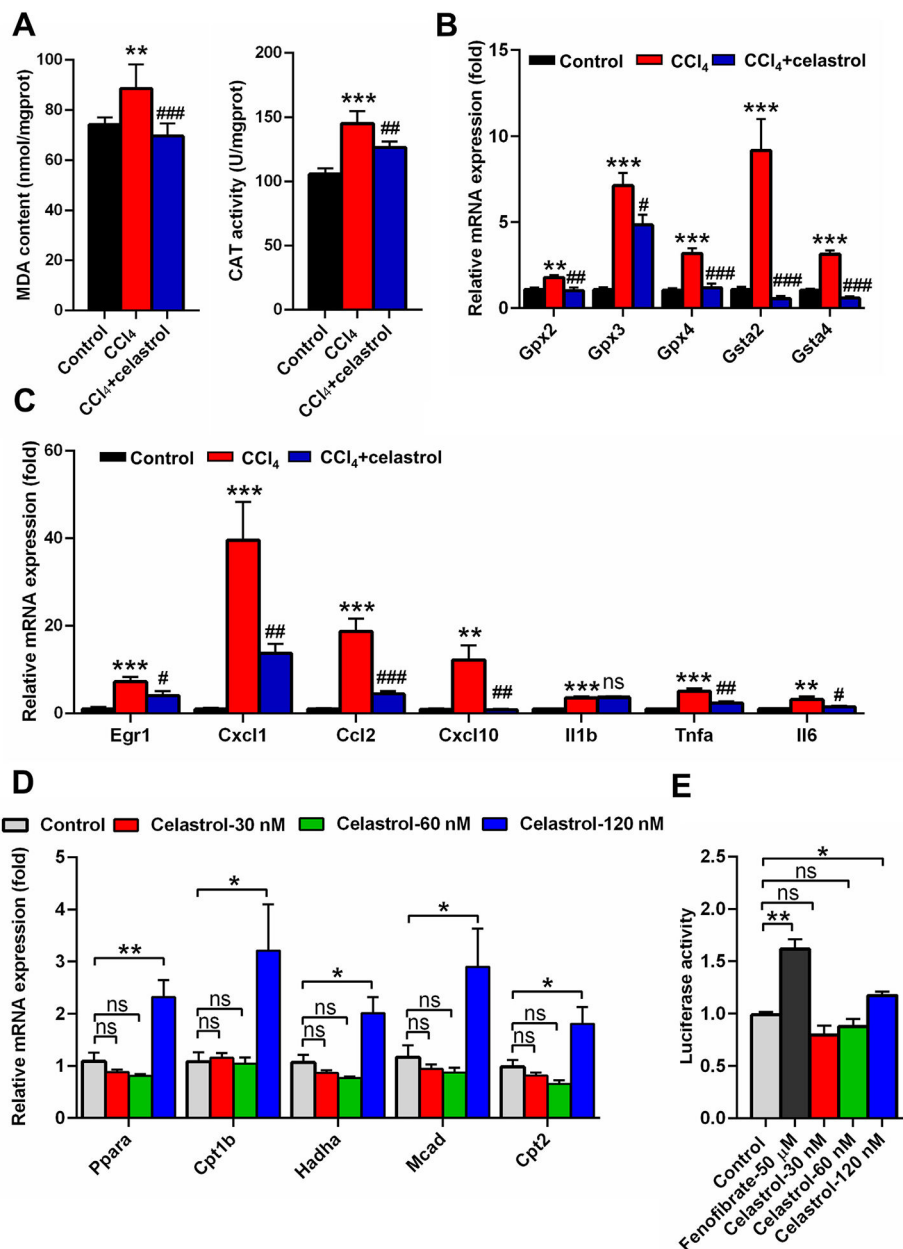 A
MDA content (nmol/mgprot)
100
80
60
40
20
0
**
###
Control
CCl₄
CCl₄+celastrol
CAT activity (U/mgprot)
200
150
100
50
0
***
##
Control
CCl₄
CCl₄+celastrol
B
Relative mRNA expression (fold)
15
10
5
0
Control CCl₄ CCl₄+celastrol
** ## *** # *** ### *** ### *** ###
Gpx2 Gpx3 Gpx4 Gsta2 Gsta4
C
Relative mRNA expression (fold)
60
40
20
0
Control CCl₄ CCl₄+celastrol
*** # *** ## *** ### ** ## *** ns *** ## ** #
Egr1 Cxcl1 Ccl2 Cxcl10 Il1b Tnfa Il6
D
Control Celastrol-30 nM Celastrol-60 nM Celastrol-120 nM
Relative mRNA expression (fold)
5
4
3
2
1
0
**
ns
ns
*
ns
ns
*
ns
ns
*
ns
ns
*
ns
ns
Ppara Cpt1b Hadha Mcad Cpt2
E
Luciferase activity
2.5
2.0
1.5
1.0
0.5
0.0
*
ns
ns
**
Control
Fenofibrate-50 μM
Celastrol-30 nM
Celastrol-60 nM
Celastrol-120 nM